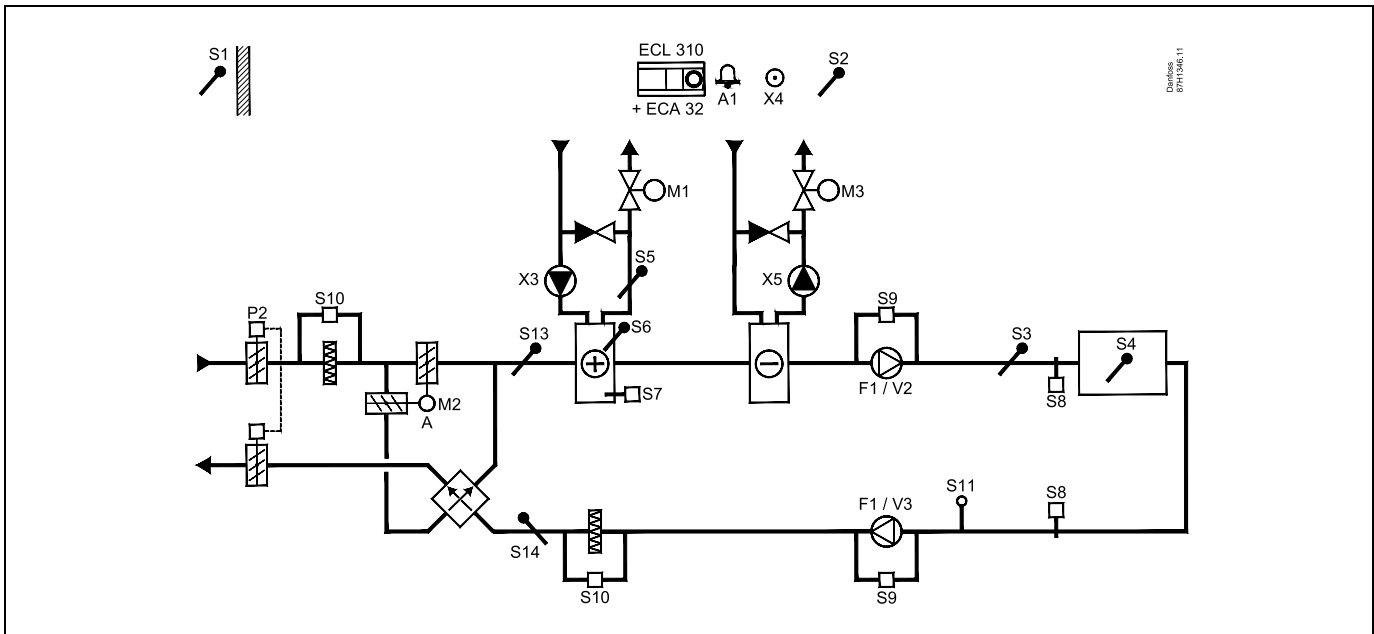 S1
ECL 310
+ ECA 32
A1
X4
S2
Danfoss
87H1346.11
M1
M3
S5
X3
X5
S10
P2
S13
S6
S9
S3
S4
F1 / V2
S7
S8
M2
A
S11
S8
F1 / V3
S14
S10
S9